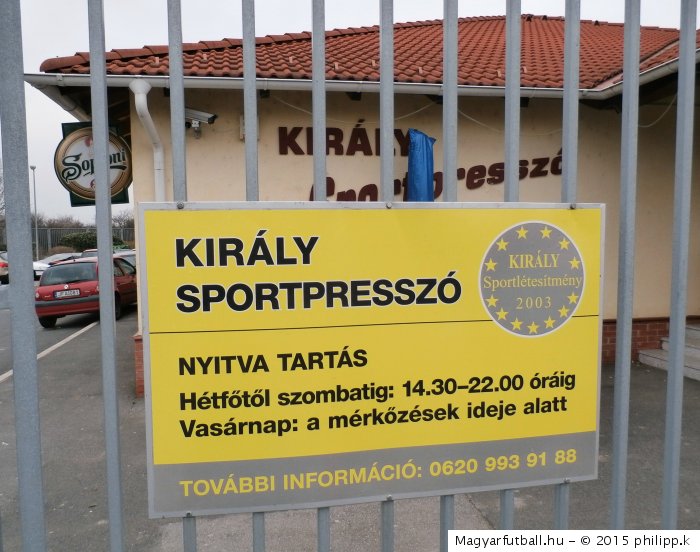 Soproni
KIRÁLY
Sportpresszó
KIRÁLY
SPORTPRESSZÓ
KIRÁLY
Sportlétesítmény
2003
NYITVA TARTÁS
Hétfőtől szombatig: 14.30–22.00 óráig
Vasárnap: a mérkőzések ideje alatt
TOVÁBBI INFORMÁCIÓ: 0620 993 91 88
Magyarfutball.hu – © 2015 philipp.k